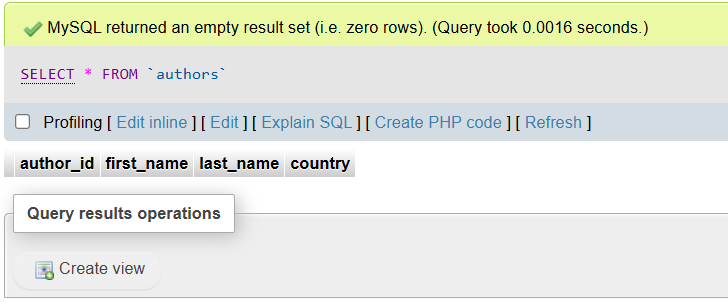 MySQL returned an empty result set (i.e. zero rows). (Query took 0.0016 seconds.)
SELECT * FROM `authors`
Profiling [ Edit inline ] [ Edit ] [ Explain SQL ] [ Create PHP code ] [ Refresh ]
author_id first_name last_name country
Query results operations
Create view